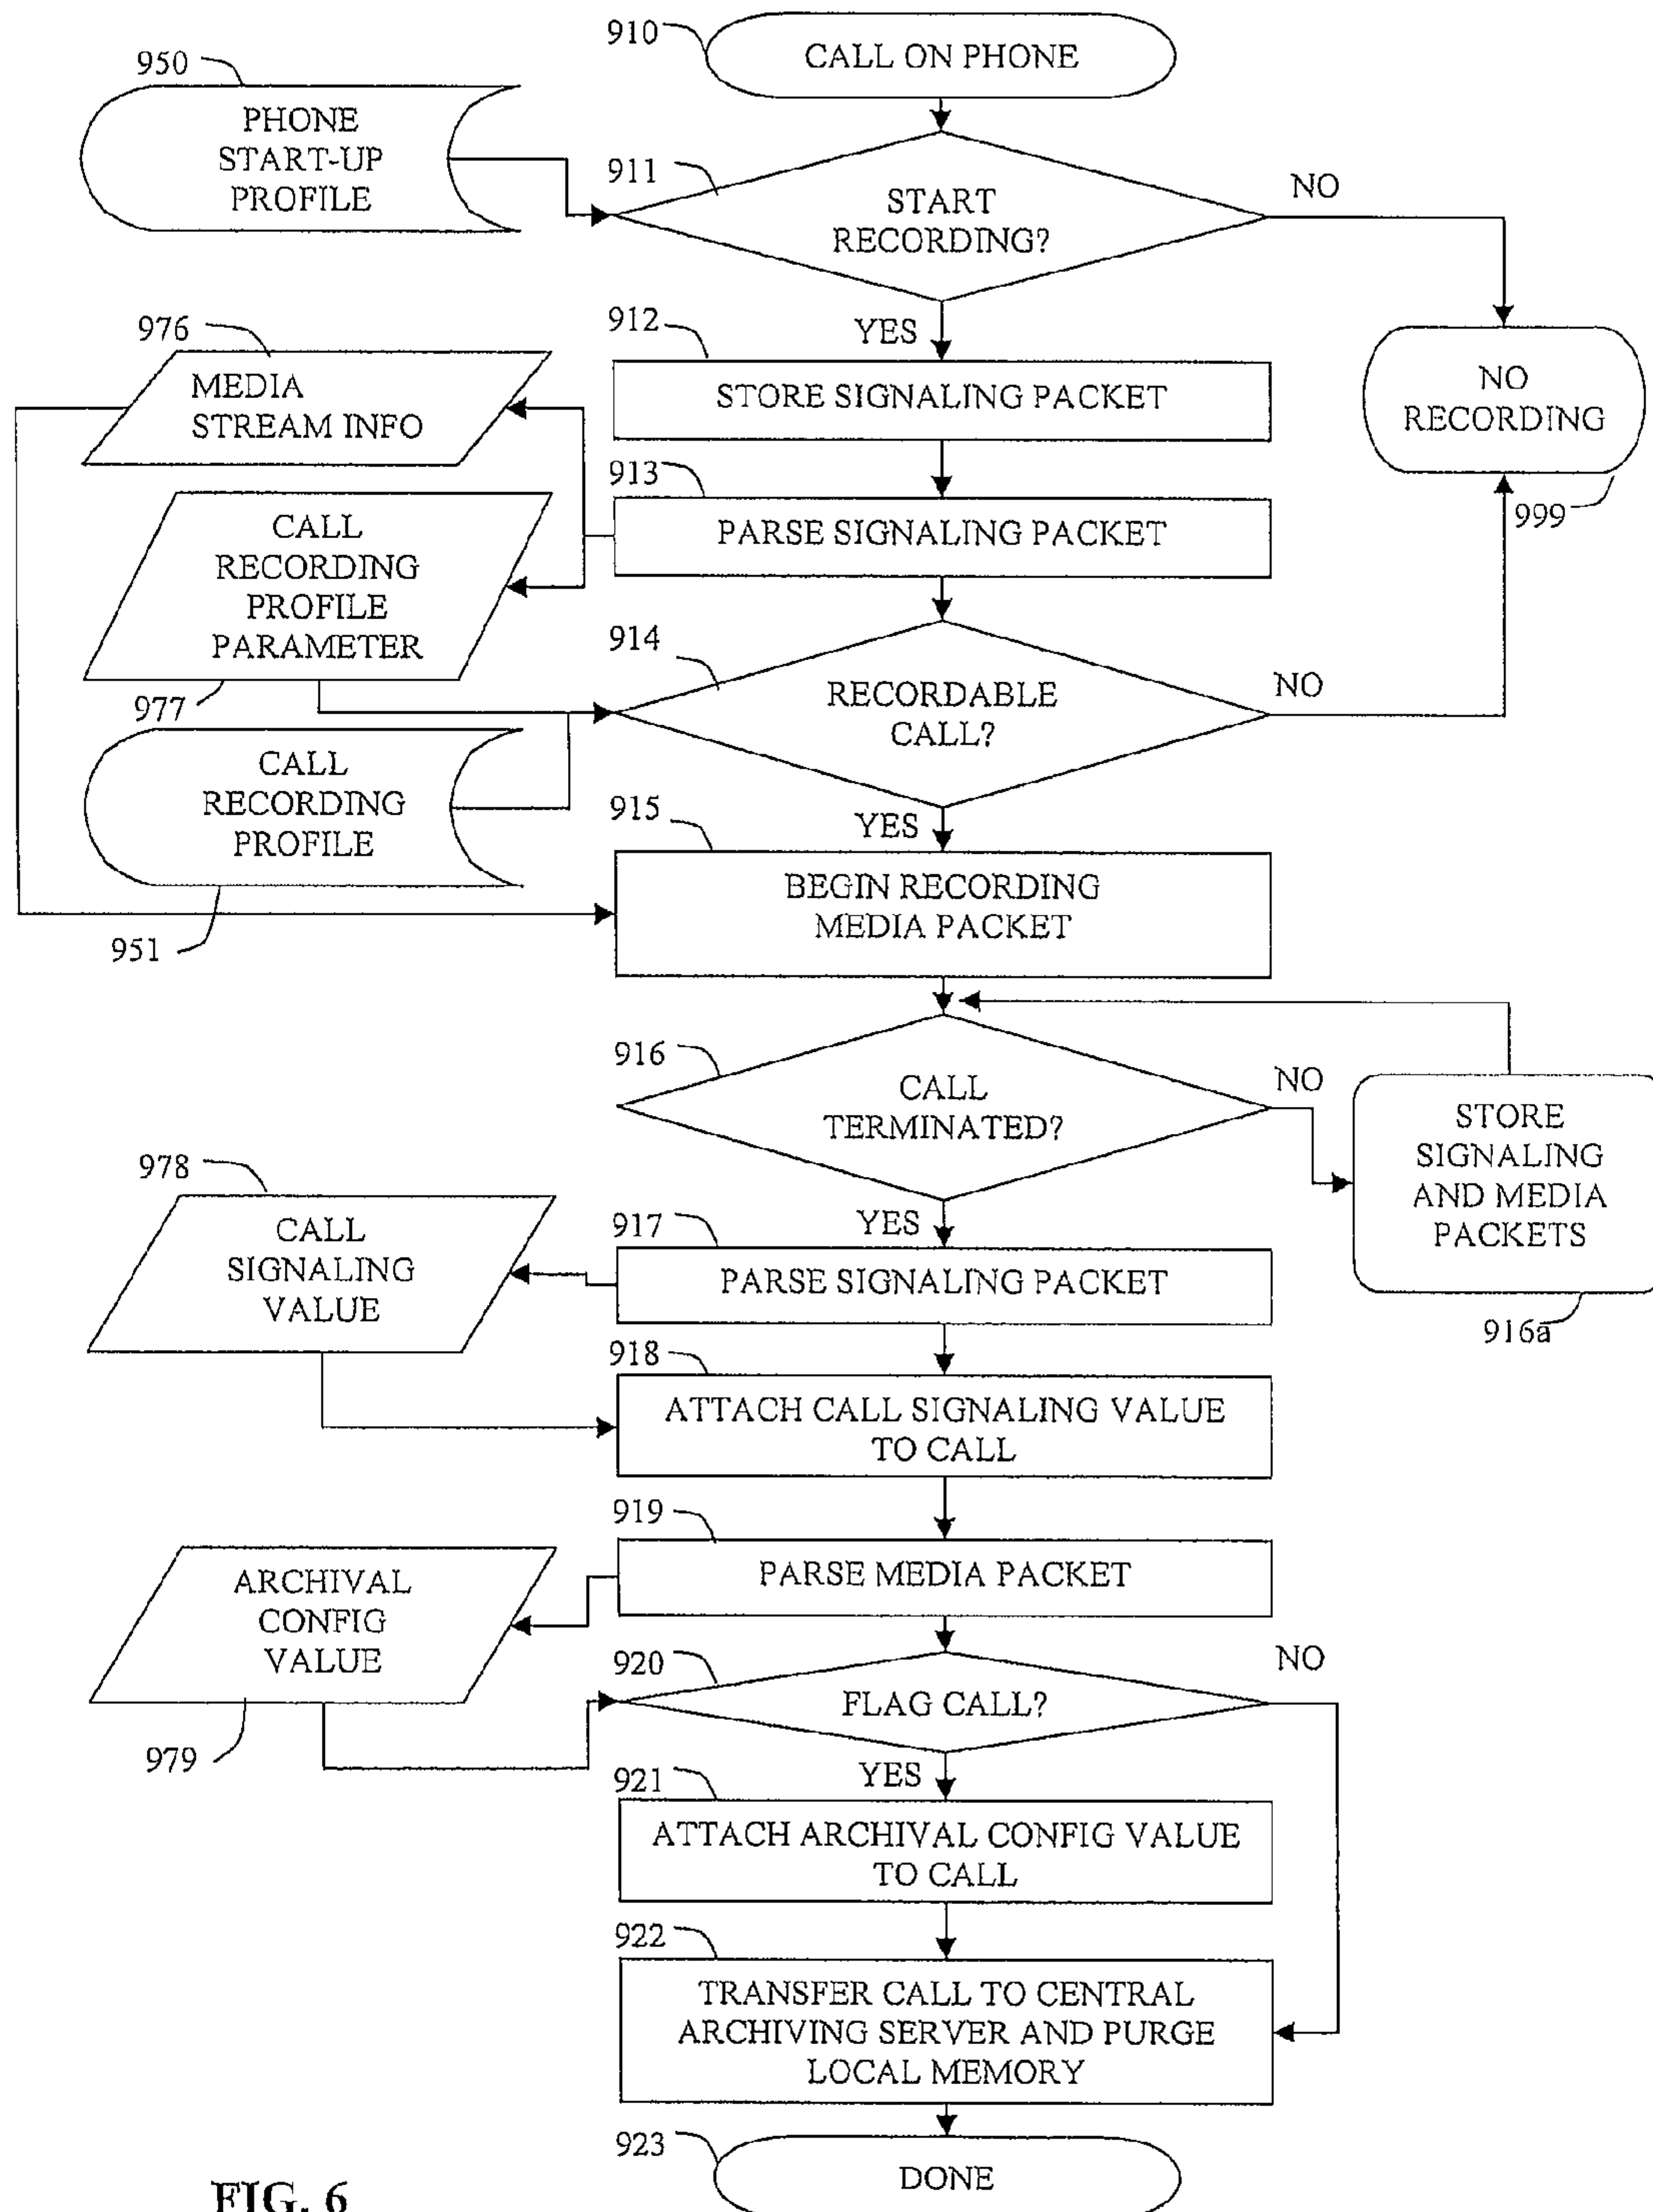 910
CALL ON PHONE
950
PHONE
START-UP
PROFILE
911
START
RECORDING?
NO
976
MEDIA
STREAM INFO
912
YES
STORE SIGNALING PACKET
NO
RECORDING
999
913
PARSE SIGNALING PACKET
CALL
RECORDING
PROFILE
PARAMETER
977
914
RECORDABLE
CALL?
NO
CALL
RECORDING
PROFILE
951
915
YES
BEGIN RECORDING
MEDIA PACKET
916
CALL
TERMINATED?
NO
STORE
SIGNALING
AND MEDIA
PACKETS
916a
978
CALL
SIGNALING
VALUE
917
YES
PARSE SIGNALING PACKET
918
ATTACH CALL SIGNALING VALUE
TO CALL
919
PARSE MEDIA PACKET
ARCHIVAL
CONFIG
VALUE
979
920
FLAG CALL?
NO
921
YES
ATTACH ARCHIVAL CONFIG VALUE
TO CALL
922
TRANSFER CALL TO CENTRAL
ARCHIVING SERVER AND PURGE
LOCAL MEMORY
923
DONE
FIG. 6